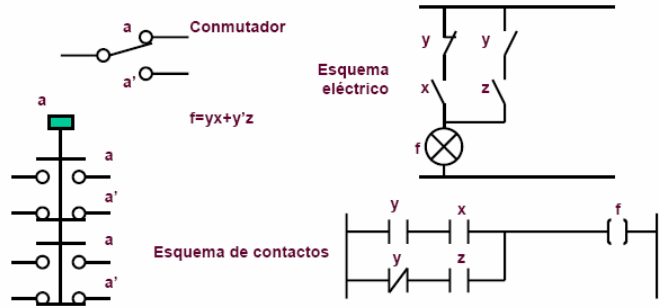 a
Conmutador
a'
a
f=yx+y'z
a
a'
a
a'
Esquema
eléctrico
y y
x z
f
Esquema de contactos
y x f
y z